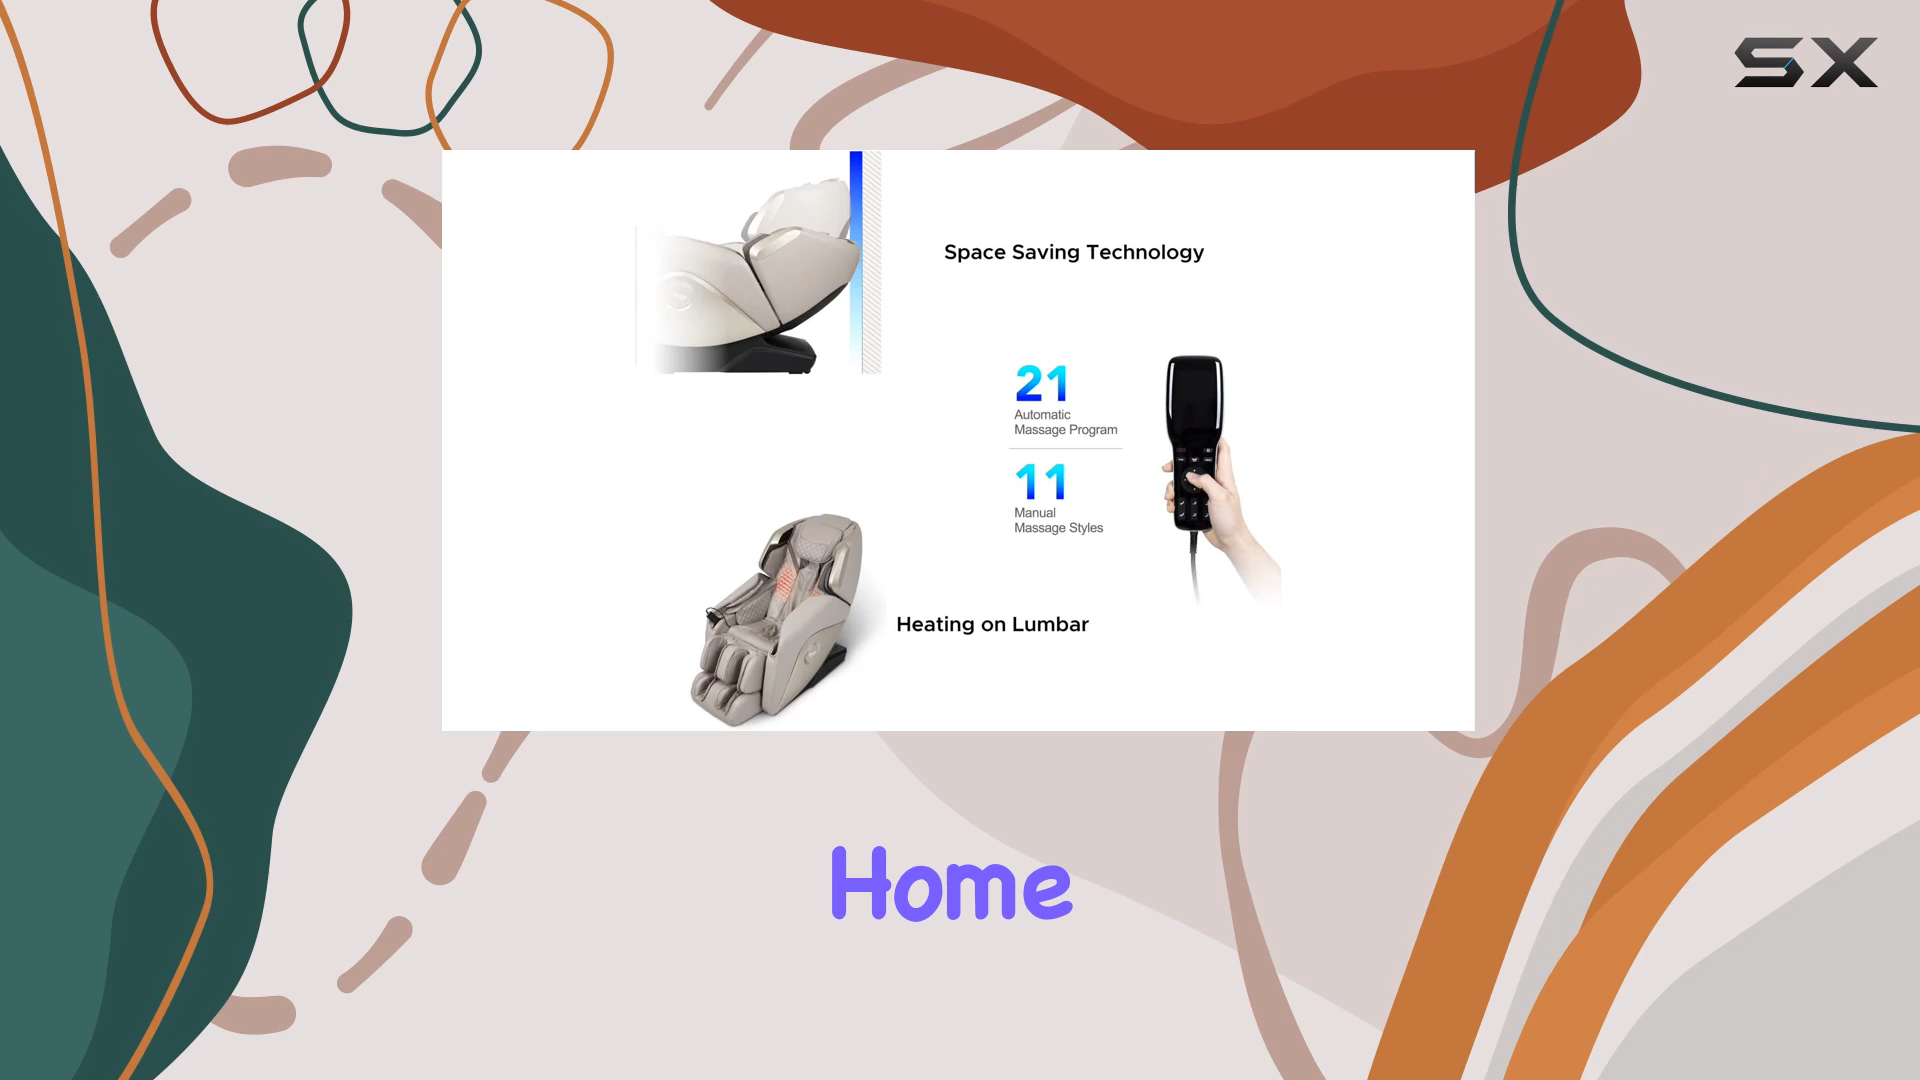 SX
Space Saving Technology
21
Automatic
Massage Program
11
Manual
Massage Styles
Heating on Lumbar
Home